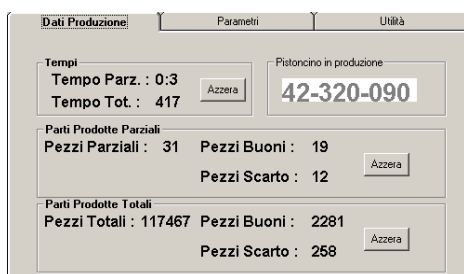 Dati Produzione Parametri Utilità
Tempi
Tempo Parz. : 0:3
Tempo Tot. : 417
Azzera
Pistoncino in produzione
42-320-090
Parti Prodotte Parziali
Pezzi Parziali : 31 Pezzi Buoni : 19
Pezzi Scarto : 12
Azzera
Parti Prodotte Totali
Pezzi Totali : 117467 Pezzi Buoni : 2281
Pezzi Scarto : 258
Azzera